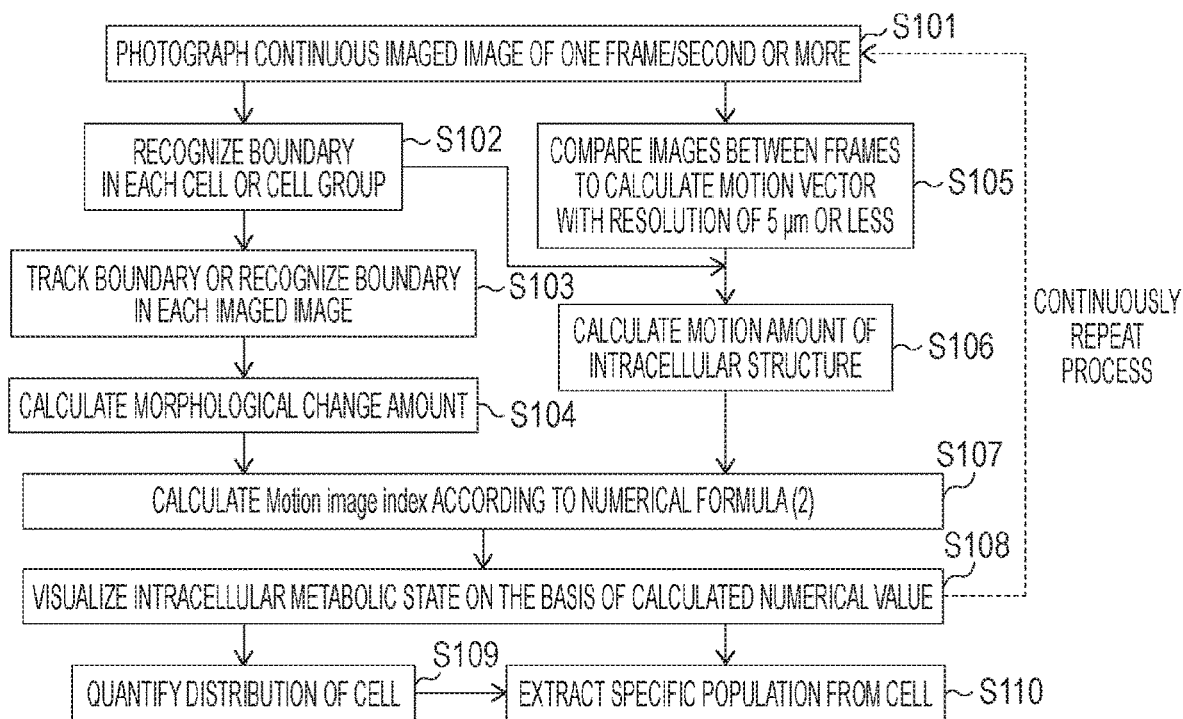 S101
PHOTOGRAPH CONTINUOUS IMAGED IMAGE OF ONE FRAME/SECOND OR MORE
S102
RECOGNIZE BOUNDARY
IN EACH CELL OR CELL GROUP
COMPARE IMAGES BETWEEN FRAMES
TO CALCULATE MOTION VECTOR
WITH RESOLUTION OF 5 μm OR LESS
S105
TRACK BOUNDARY OR RECOGNIZE BOUNDARY
IN EACH IMAGED IMAGE
S103
CALCULATE MOTION AMOUNT OF
INTRACELLULAR STRUCTURE
S106
CONTINUOUSLY
REPEAT
PROCESS
CALCULATE MORPHOLOGICAL CHANGE AMOUNT
S104
S107
CALCULATE Motion image index ACCORDING TO NUMERICAL FORMULA (2)
S108
VISUALIZE INTRACELLULAR METABOLIC STATE ON THE BASIS OF CALCULATED NUMERICAL VALUE
S109
QUANTIFY DISTRIBUTION OF CELL
EXTRACT SPECIFIC POPULATION FROM CELL
S110